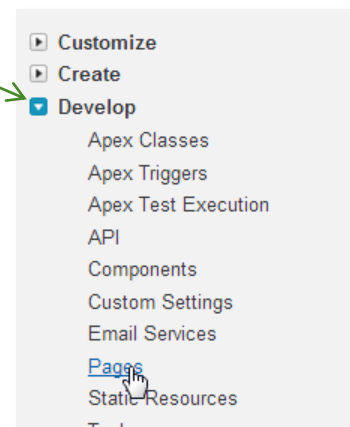 Customize
Create
Develop
Apex Classes
Apex Triggers
Apex Test Execution
API
Components
Custom Settings
Email Services
Pages
Static Resources